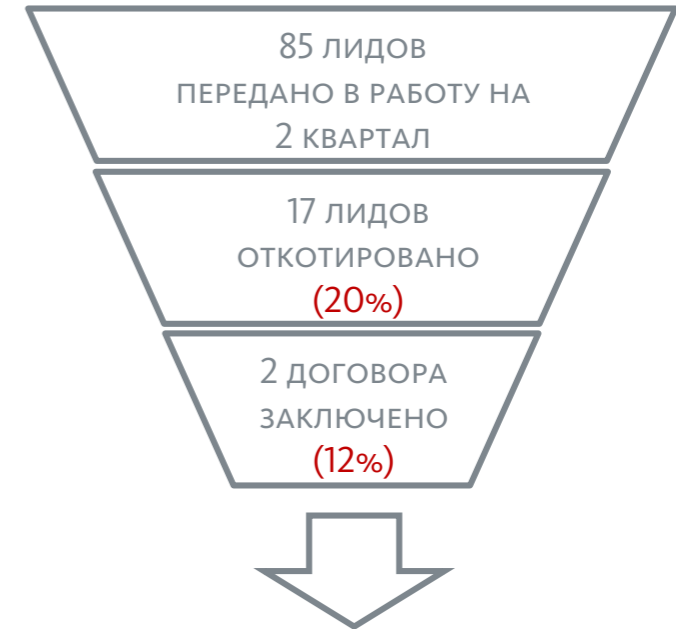 85 ЛИДОВ
ПЕРЕДАНО В РАБОТУ НА
2 КВАРТАЛ
17 ЛИДОВ
ОТКОТИРОВАНО
(20%)
2 ДОГОВОРА
ЗАКЛЮЧЕНО
(12%)